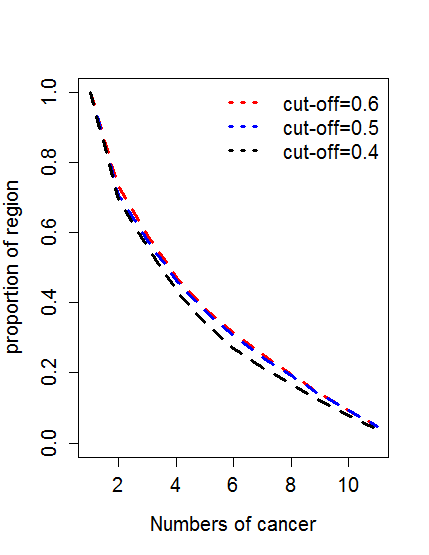 cut-off=0.6
cut-off=0.5
cut-off=0.4
proportion of region
1.0
0.8
0.6
0.4
0.2
0.0
2 4 6 8 10
Numbers of cancer